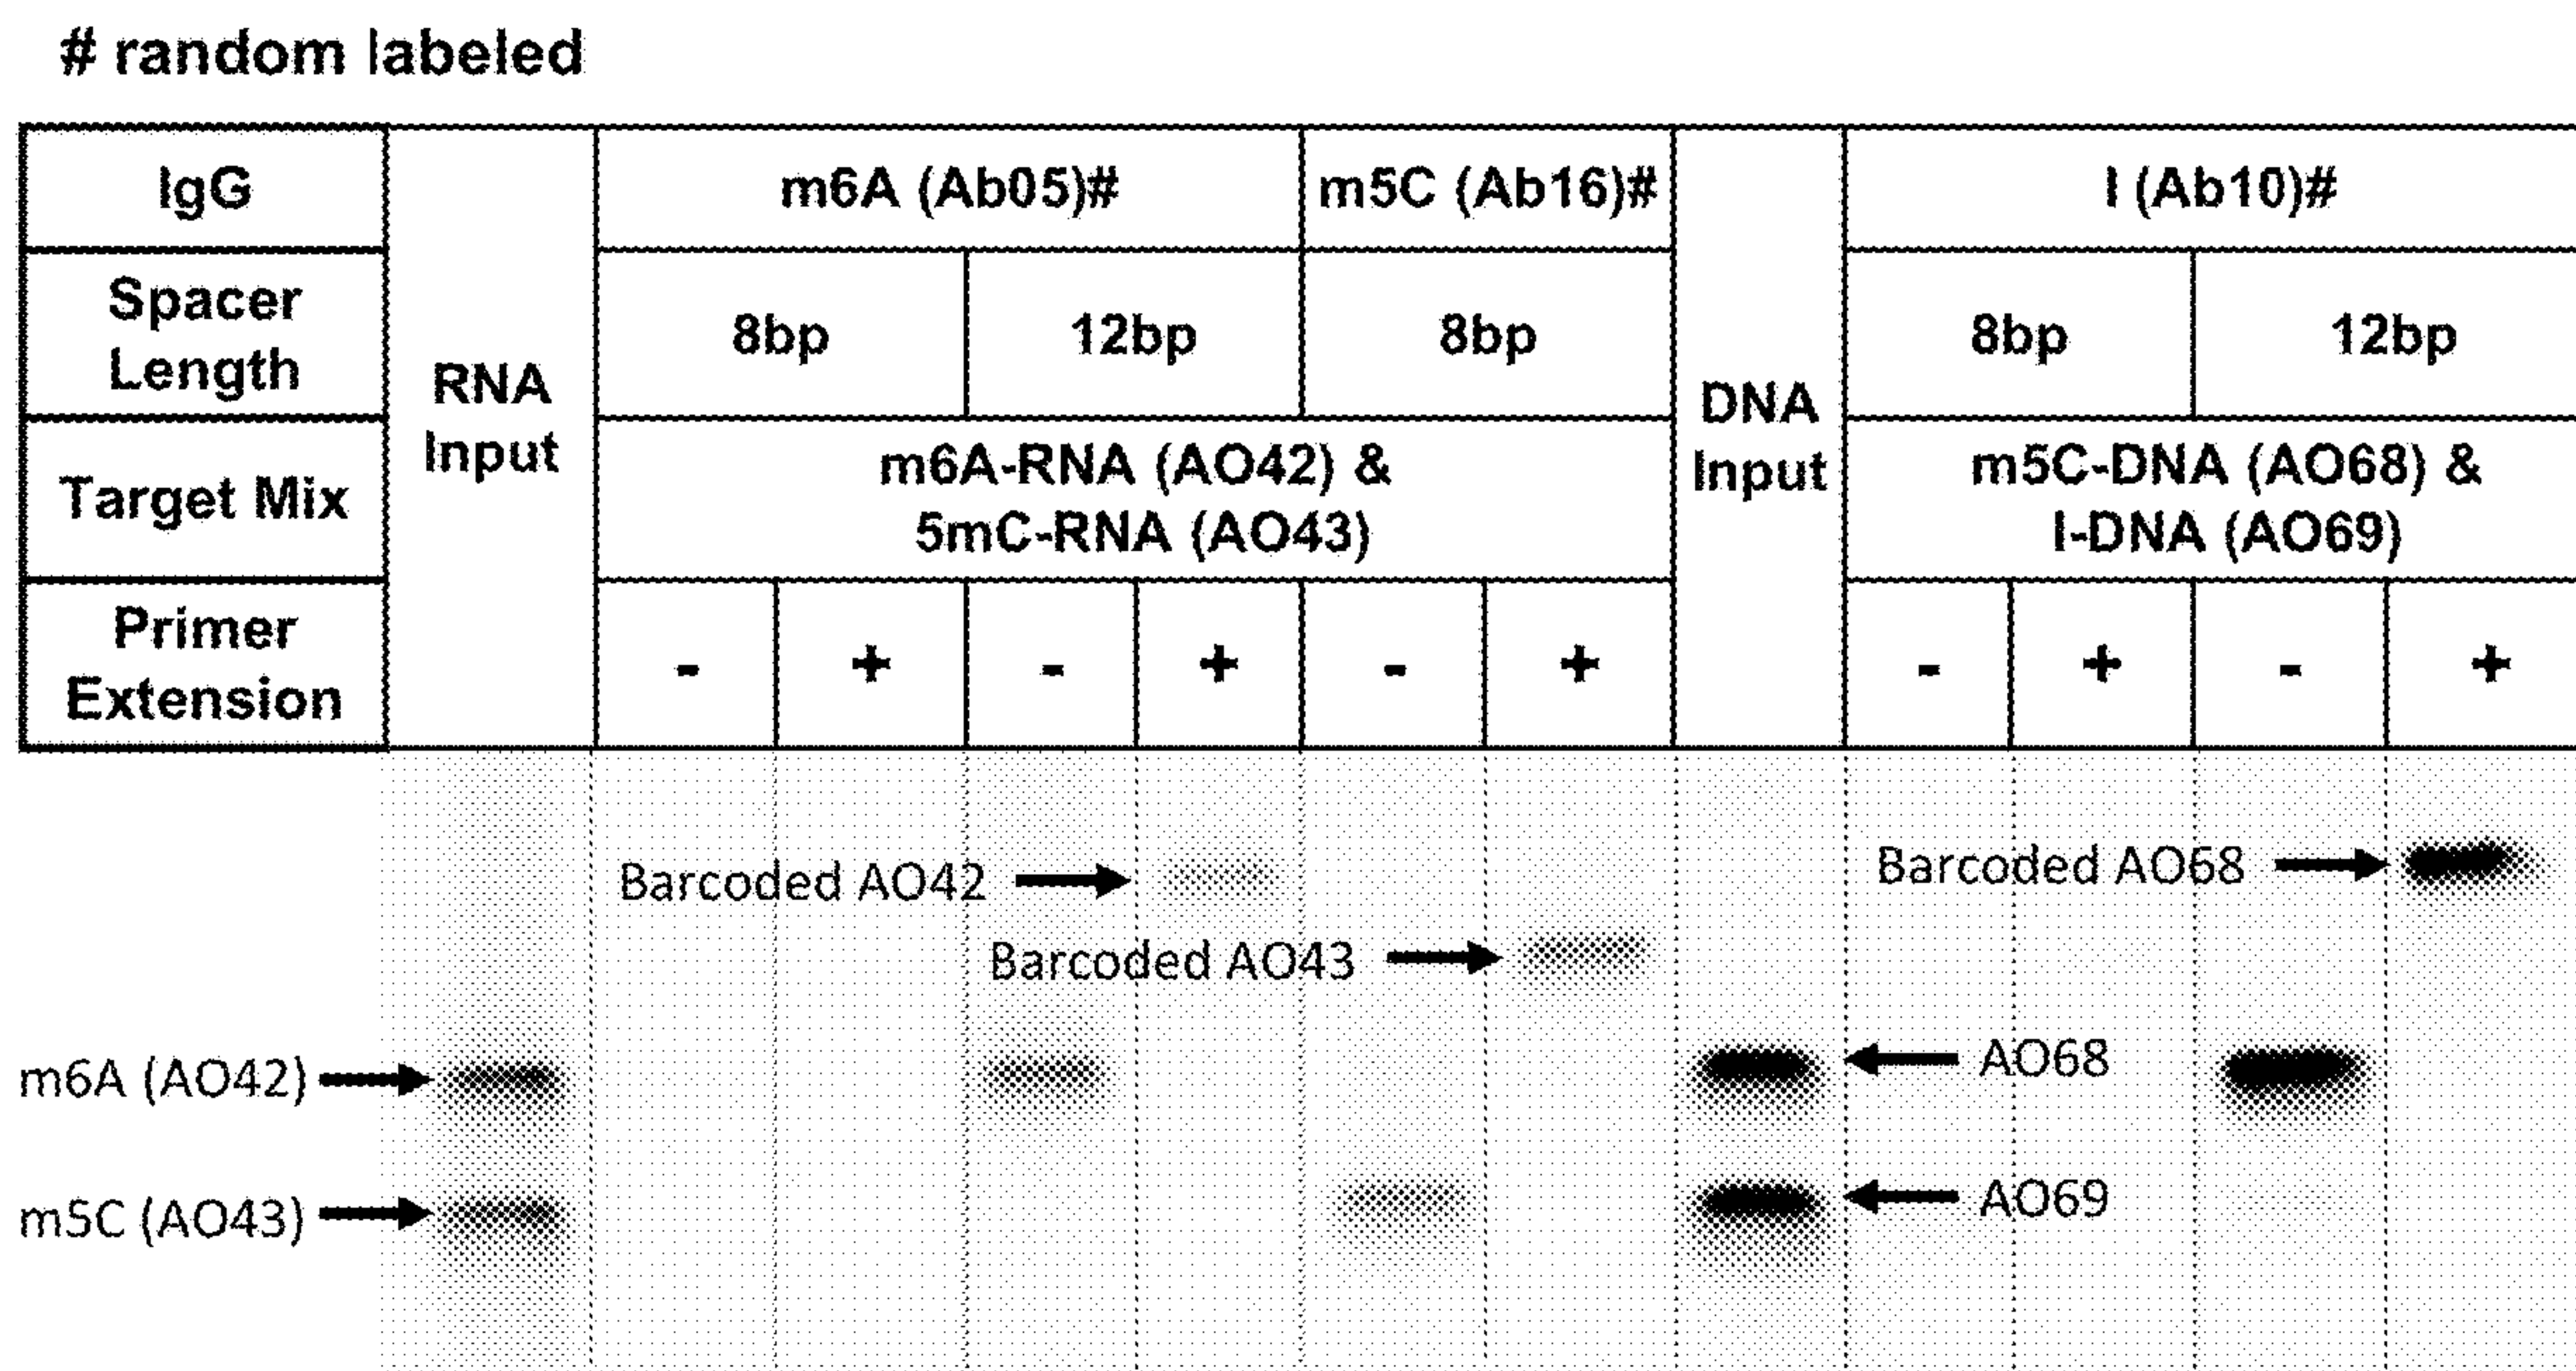 # random labeled
IgG
m6A (Ab05)#
m5C (Ab16)#
I (Ab10)#
Spacer
Length
RNA
Input
8bp
12bp
8bp
DNA
Input
8bp
12bp
Target Mix
m6A-RNA (AO42) &
5mC-RNA (AO43)
m5C-DNA (AO68) &
I-DNA (AO69)
Primer
Extension
- + - + - + - + - +
Barcoded AO42
Barcoded AO68
Barcoded AO43
m6A (AO42)
AO68
m5C (AO43)
AO69